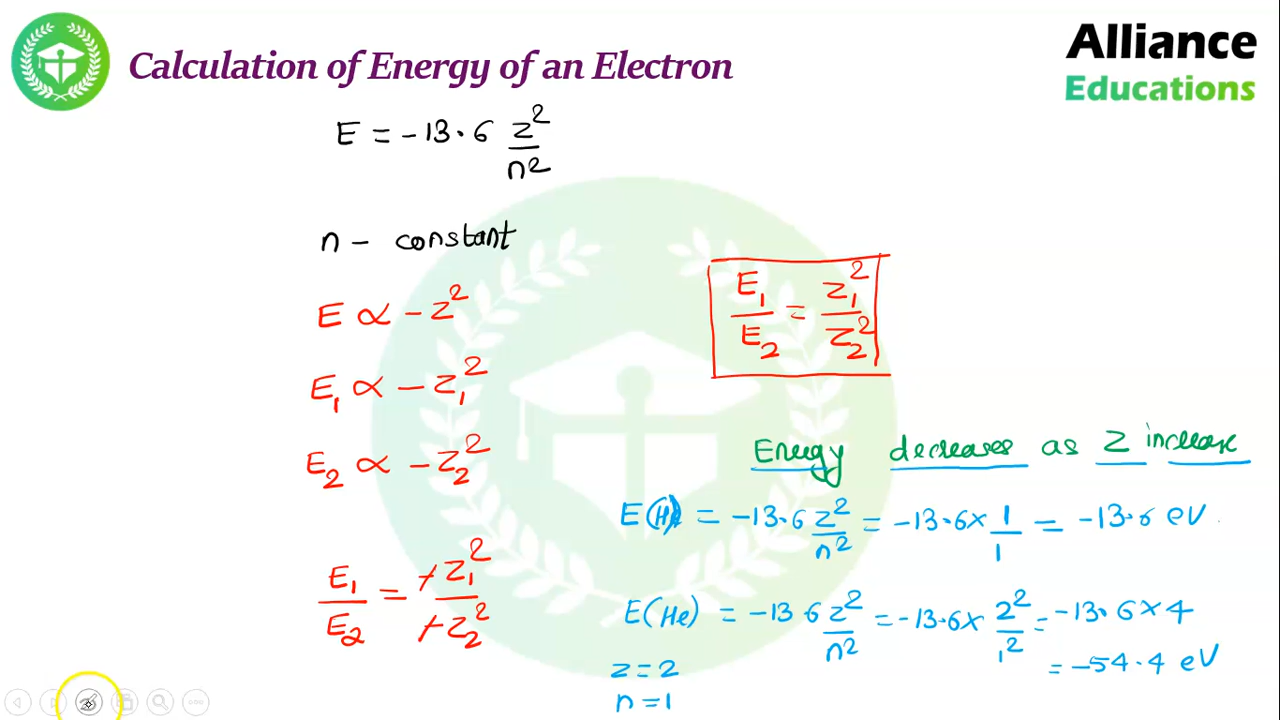 Calculation of Energy of an Electron
Alliance
Educations
E = -13.6 z²/n²
n - constant
E ∝ -z²
E₁ ∝ -z₁²
E₂ ∝ -z₂²
E₁/E₂ = -z₁²/-z₂²
E₁/E₂ = z₁²/z₂²
Energy decreases as z increase
E(H) = -13.6 z²/n² = -13.6 × 1/1 = -13.6 eV
E(He) = -13.6 z²/n² = -13.6 × 2²/1² = -13.6 × 4
= -54.4 eV
z = 2
n = 1